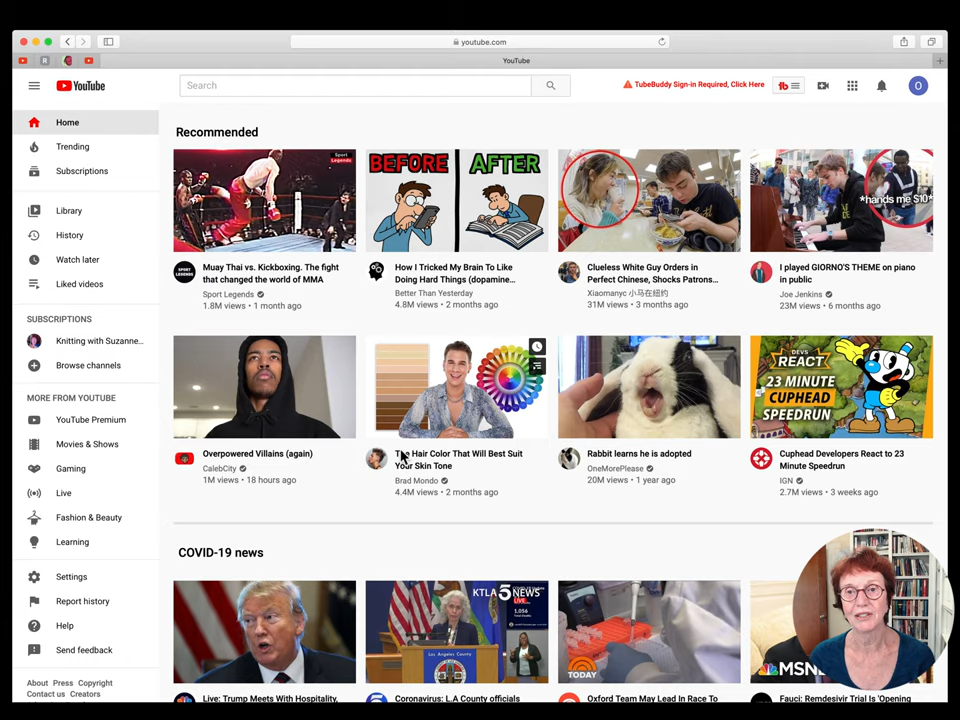 youtube.com
R
YouTube
YouTube
Search
TubeBuddy Sign-in Required, Click Here
tb
O
Home
Trending
Subscriptions
Library
History
Watch later
Liked videos
SUBSCRIPTIONS
Knitting with Suzanne...
Browse channels
MORE FROM YOUTUBE
YouTube Premium
Movies & Shows
Gaming
Live
Fashion & Beauty
Learning
Settings
Report history
Help
Send feedback
About Press Copyright
Contact us Creators
Recommended
Sport Legends
BEFORE AFTER
*hands me $10*
Muay Thai vs. Kickboxing. The fight
that changed the world of MMA
Sport Legends
1.8M views • 1 month ago
How I Tricked My Brain To Like
Doing Hard Things (dopamine...
Better Than Yesterday
4.8M views • 2 months ago
Clueless White Guy Orders in
Perfect Chinese, Shocks Patrons...
Xiaomanyc 小马在纽约
31M views • 3 months ago
I played GIORNO'S THEME on piano
in public
Joe Jenkins
23M views • 6 months ago
DEVS
REACT
23 MINUTE
CUPHEAD
SPEEDRUN
Overpowered Villains (again)
CalebCity
1M views • 18 hours ago
The Hair Color That Will Best Suit
Your Skin Tone
Brad Mondo
4.4M views • 2 months ago
Rabbit learns he is adopted
OneMorePlease
20M views • 1 year ago
Cuphead Developers React to 23
Minute Speedrun
IGN
2.7M views • 3 weeks ago
COVID-19 news
KTLA 5 NEWS
LIVE
1,056
Los Angeles County
TODAY
MSN
Live: Trump Meets With Hospitality,
Coronavirus: L.A County officials
Oxford Team May Lead In Race To
Fauci: Remdesivir Trial Is 'Opening